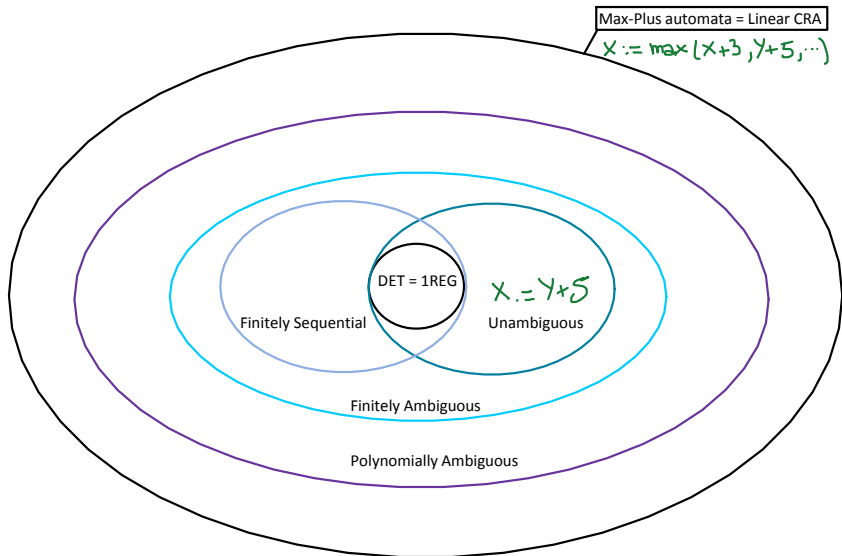 Max-Plus automata = Linear CRA
X := max(X+3, Y+5, ...)
DET = 1REG
X := Y+5
Finitely Sequential
Unambiguous
Finitely Ambiguous
Polynomially Ambiguous